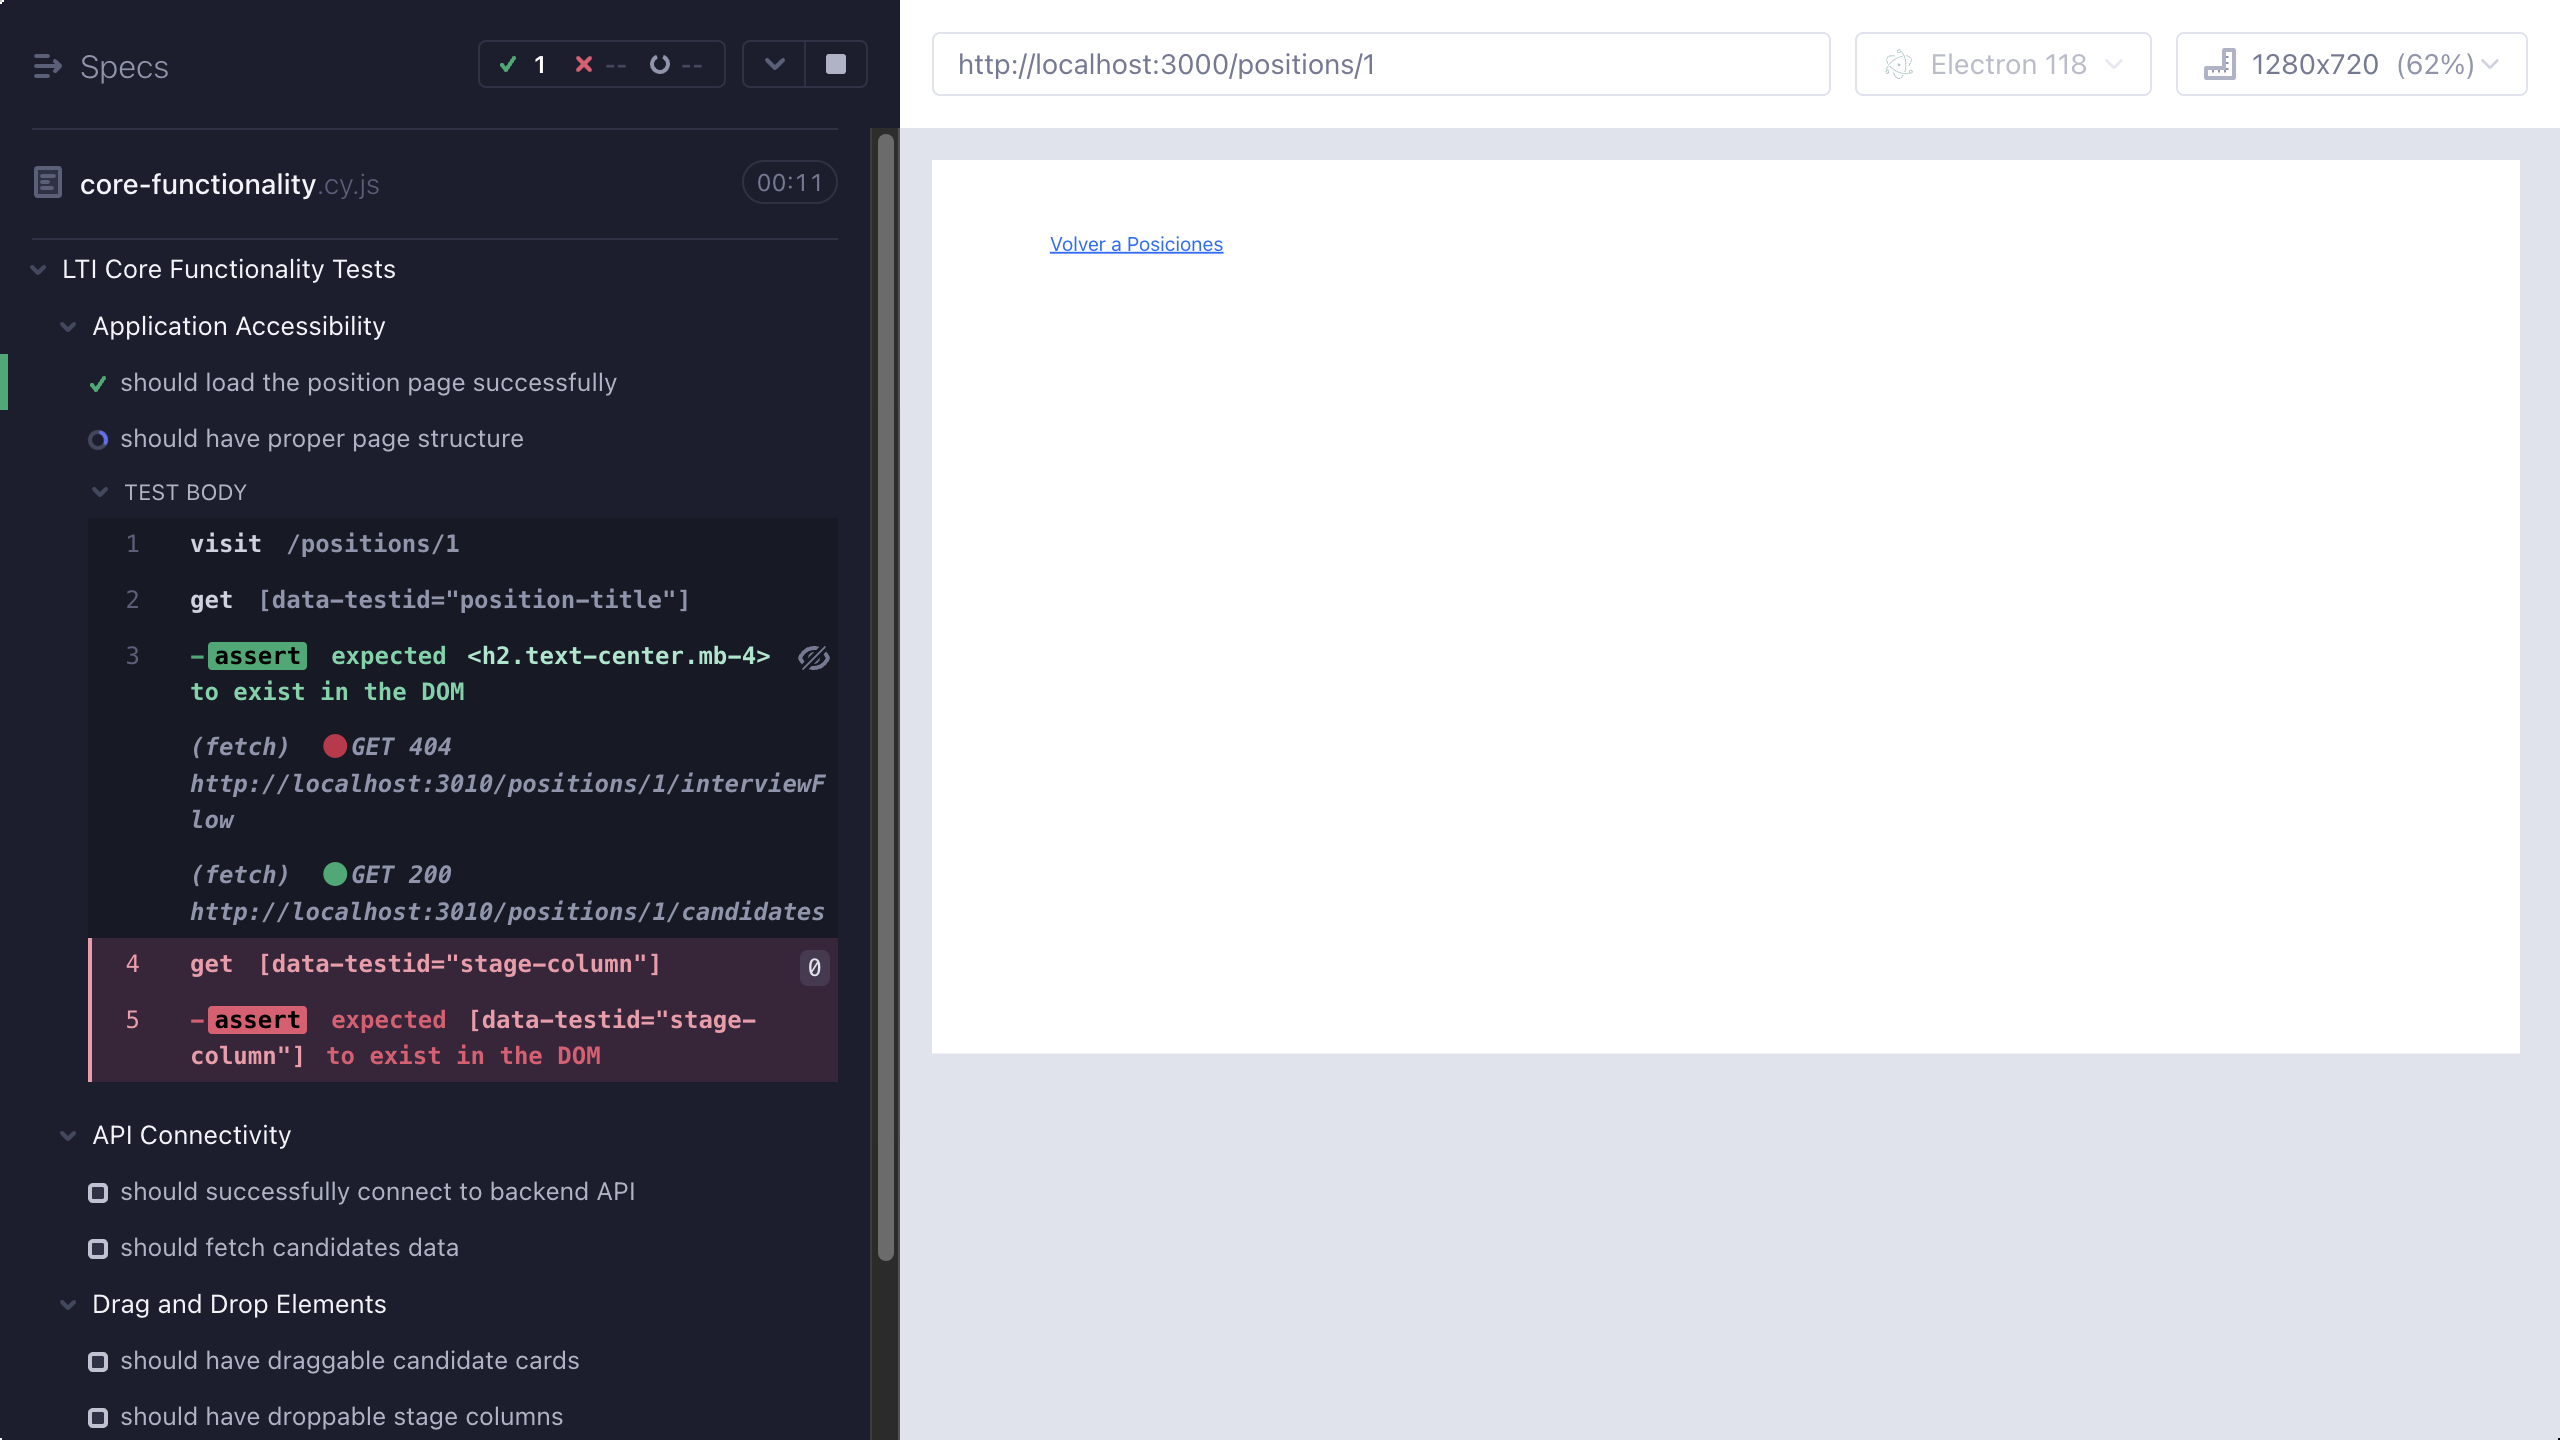 Specs
1 -- --
core-functionality.cy.js 00:11
LTI Core Functionality Tests
Application Accessibility
should load the position page successfully
should have proper page structure
TEST BODY
1 visit /positions/1
2 get [data-testid="position-title"]
3 -assert expected <h2.text-center.mb-4>
to exist in the DOM
(fetch) GET 404
http://localhost:3010/positions/1/interviewF
low
(fetch) GET 200
http://localhost:3010/positions/1/candidates
4 get [data-testid="stage-column"] 0
5 -assert expected [data-testid="stage-
column"] to exist in the DOM
API Connectivity
should successfully connect to backend API
should fetch candidates data
Drag and Drop Elements
should have draggable candidate cards
should have droppable stage columns
http://localhost:3000/positions/1
Electron 118
1280x720 (62%)
Volver a Posiciones